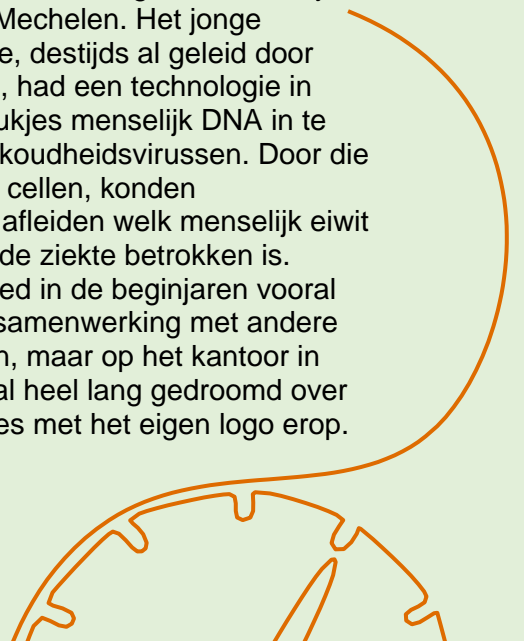 Mechelen. Het jonge
e, destijds al geleid door
, had een technologie in
ukjes menselijk DNA in te
koudheidsvirussen. Door die
cellen, konden
afleiden welk menselijk eiwit
de ziekte betrokken is.
ed in de beginjaren vooral
samenwerking met andere
n, maar op het kantoor in
al heel lang gedroomd over
es met het eigen logo erop.